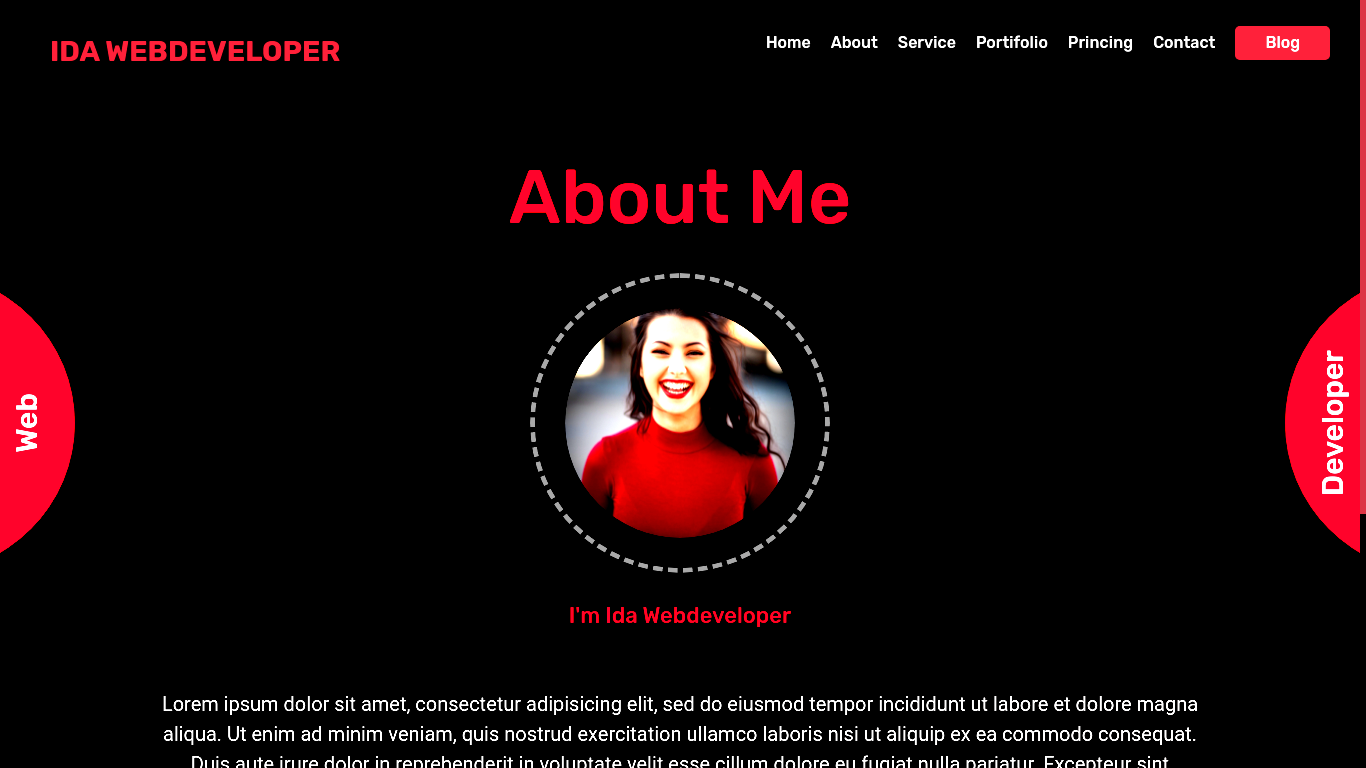 IDA WEBDEVELOPER
Home About Service Portifolio Princing Contact Blog
About Me
Web
Developer
I'm Ida Webdeveloper
Lorem ipsum dolor sit amet, consectetur adipisicing elit, sed do eiusmod tempor incididunt ut labore et dolore magna
aliqua. Ut enim ad minim veniam, quis nostrud exercitation ullamco laboris nisi ut aliquip ex ea commodo consequat.
Duis aute irure dolor in reprehenderit in voluptate velit esse cillum dolore eu fugiat nulla pariatur. Excepteur sint